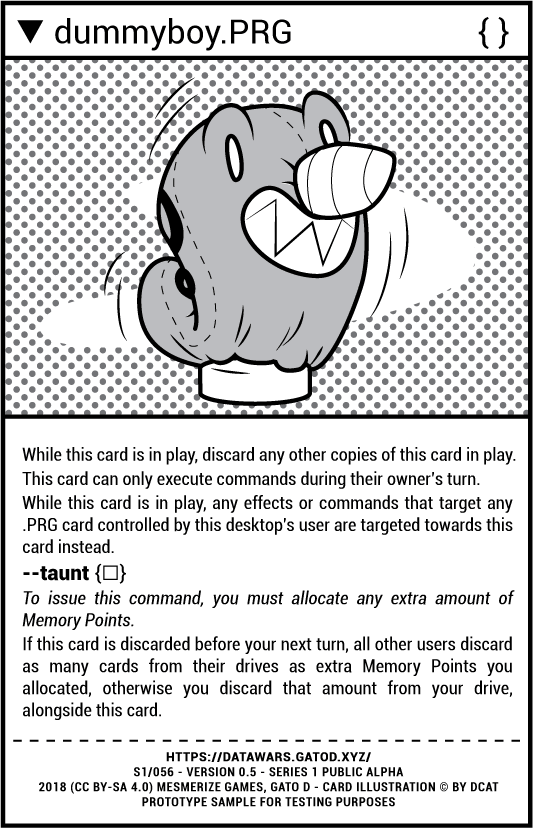 ▼ dummyboy.PRG { }
While this card is in play, discard any other copies of this card in play.
This card can only execute commands during their owner's turn.
While this card is in play, any effects or commands that target any
.PRG card controlled by this desktop's user are targeted towards this
card instead.
--taunt {□}
To issue this command, you must allocate any extra amount of
Memory Points.
If this card is discarded before your next turn, all other users discard
as many cards from their drives as extra Memory Points you
allocated, otherwise you discard that amount from your drive,
alongside this card.
HTTPS://DATAWARS.GATOD.XYZ/
S1/056 - VERSION 0.5 - SERIES 1 PUBLIC ALPHA
2018 (CC BY-SA 4.0) MESMERIZE GAMES, GATO D - CARD ILLUSTRATION © BY DCAT
PROTOTYPE SAMPLE FOR TESTING PURPOSES